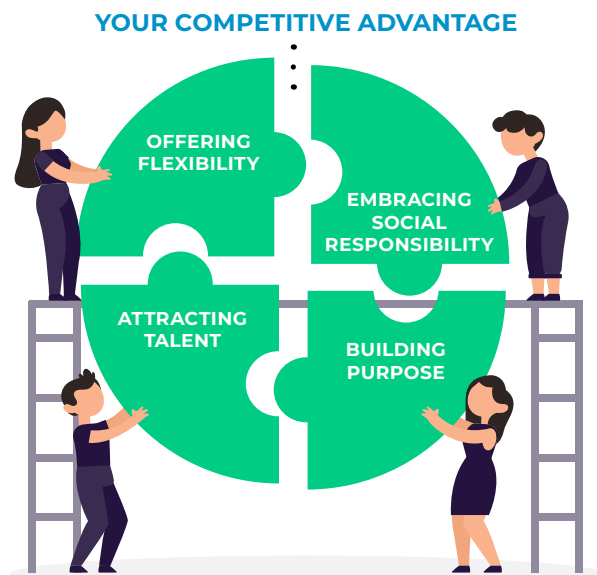 YOUR COMPETITIVE ADVANTAGE
OFFERING
FLEXIBILITY
EMBRACING
SOCIAL
RESPONSIBILITY
ATTRACTING
TALENT
BUILDING
PURPOSE